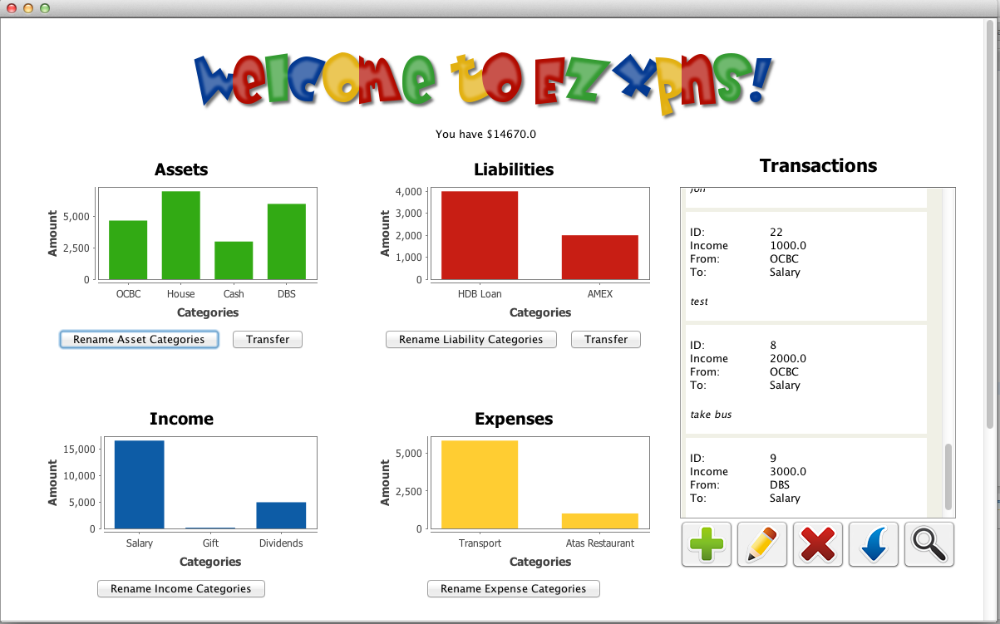 Welcome to EZ Xpns!
You have $14670.0
Assets
Amount
5,000
2,500
0
OCBC House Cash DBS
Categories
Rename Asset Categories Transfer
Liabilities
Amount
4,000
3,000
2,000
1,000
0
HDB Loan AMEX
Categories
Rename Liability Categories Transfer
Income
Amount
15,000
10,000
5,000
0
Salary Gift Dividends
Categories
Rename Income Categories
Expenses
Amount
5,000
2,500
0
Transport Atas Restaurant
Categories
Rename Expense Categories
Transactions
ID: 22
Income 1000.0
From: OCBC
To: Salary
test
ID: 8
Income 2000.0
From: OCBC
To: Salary
take bus
ID: 9
Income 3000.0
From: DBS
To: Salary